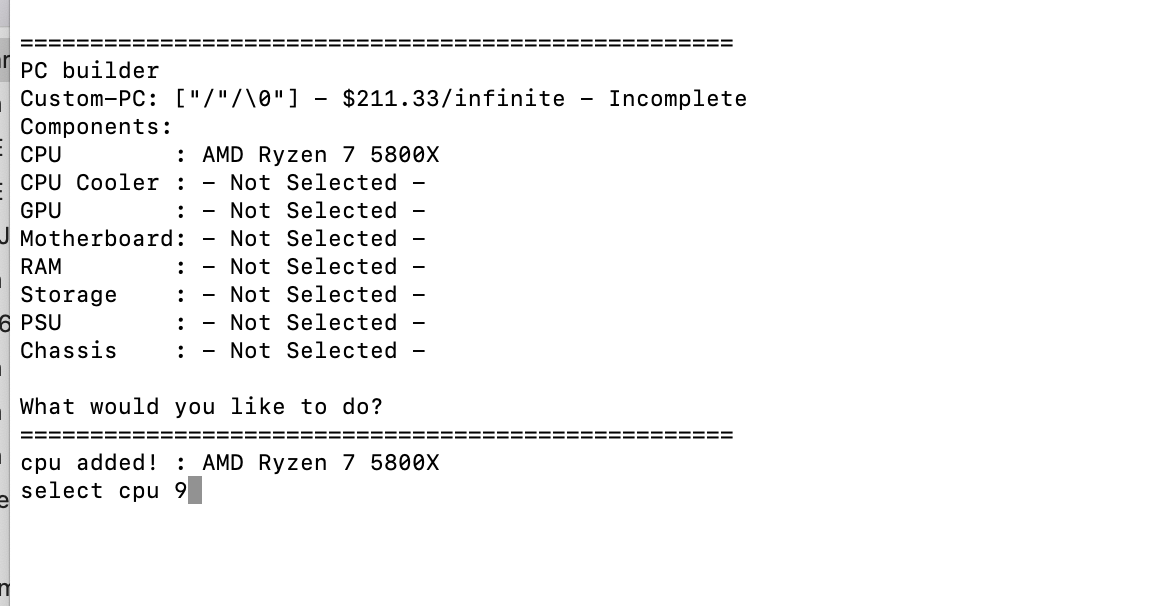 ===================================================
PC builder
Custom-PC: ["/"/\0"] - $211.33/infinite - Incomplete
Components:
CPU        : AMD Ryzen 7 5800X
CPU Cooler : - Not Selected -
GPU        : - Not Selected -
Motherboard: - Not Selected -
RAM        : - Not Selected -
Storage    : - Not Selected -
PSU        : - Not Selected -
Chassis    : - Not Selected -

What would you like to do?
===================================================
cpu added! : AMD Ryzen 7 5800X
select cpu 9